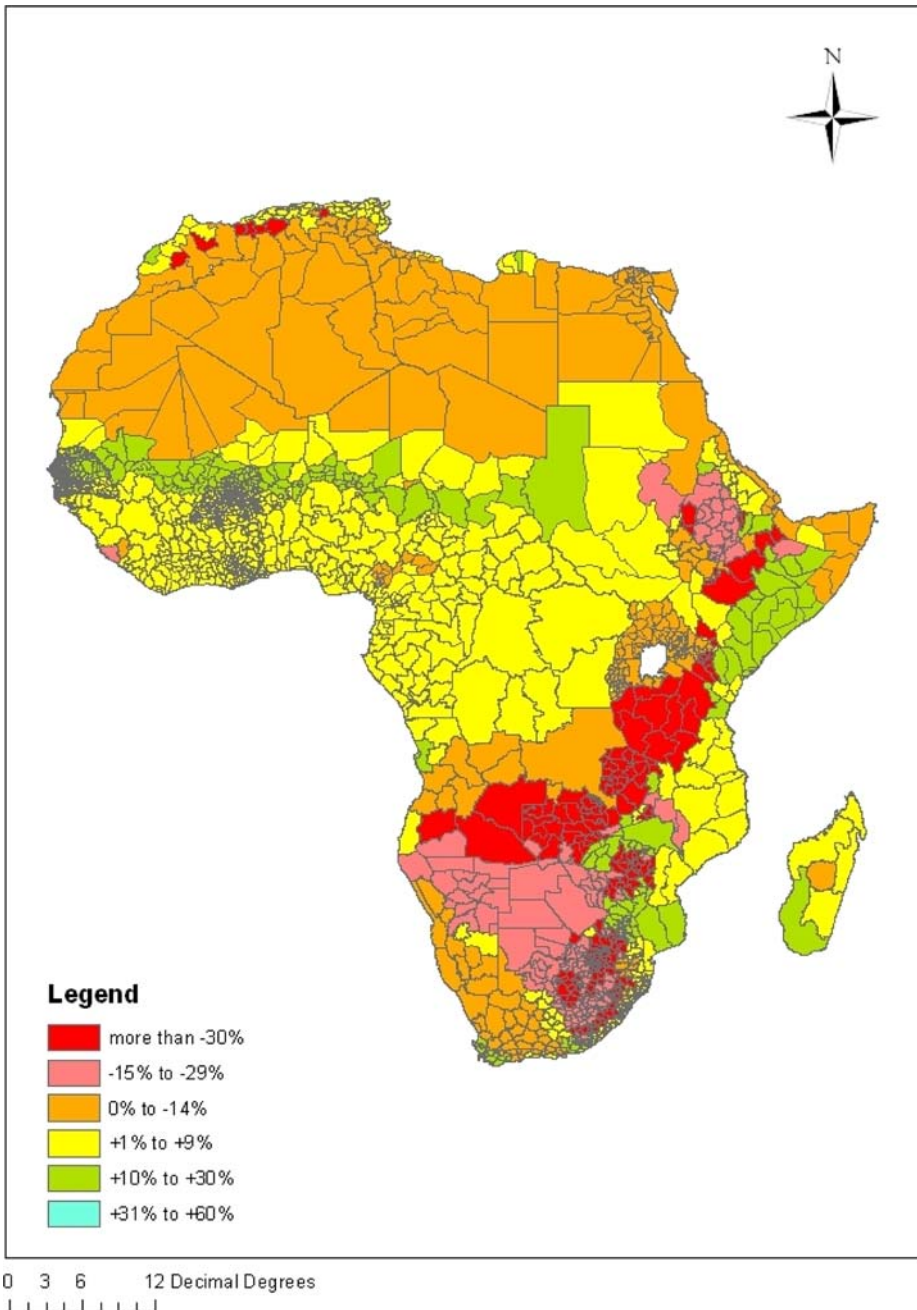 N
Legend
more than -30%
-15% to -29%
0% to -14%
+1% to +9%
+10% to +30%
+31% to +60%
0 3 6 12 Decimal Degrees